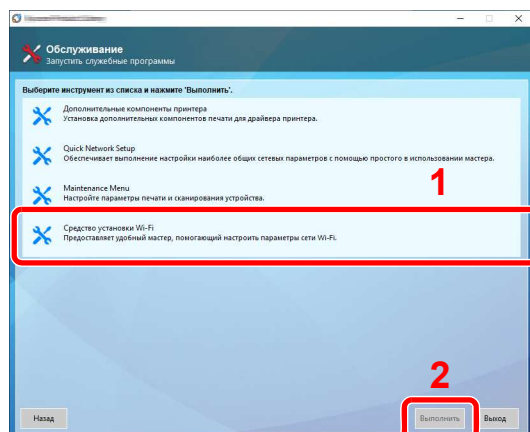 Обслуживание
Запустить служебные программы
Выберите инструмент из списка и нажмите 'Выполнить'.
Дополнительные компоненты принтера
Установка дополнительных компонентов печати для драйвера принтера.
Quick Network Setup
Обеспечивает выполнение настройки наиболее общих сетевых параметров с помощью простого в использовании мастера.
1
Maintenance Menu
Настройте параметры печати и сканирования устройства.
Средство установки Wi-Fi
Предоставляет удобный мастер, помогающий настроить параметры сети Wi-Fi.
2
Назад
Выполнить
Выход